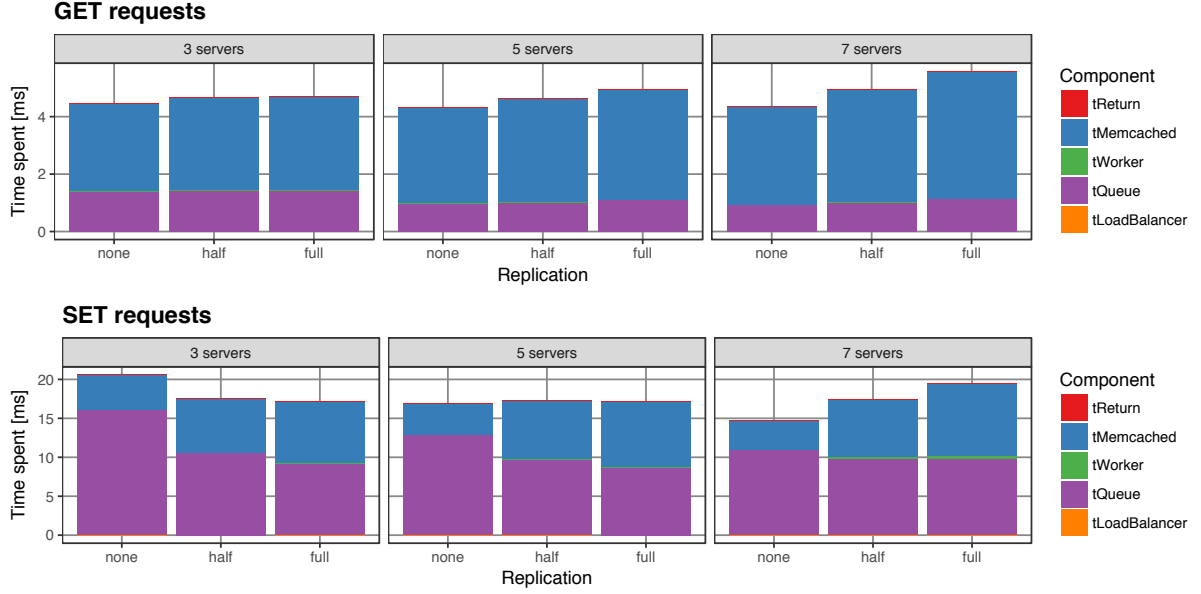 GET requests
3 servers
5 servers
7 servers
Time spent [ms]
4
2
0
none
half
full
none
half
full
none
half
full
Replication
Component
tReturn
tMemcached
tWorker
tQueue
tLoadBalancer
SET requests
3 servers
5 servers
7 servers
Time spent [ms]
20
15
10
5
0
none
half
full
none
half
full
none
half
full
Replication
Component
tReturn
tMemcached
tWorker
tQueue
tLoadBalancer